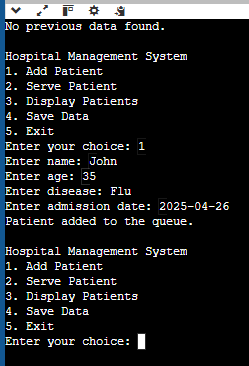 No previous data found.
Hospital Management System
1. Add Patient
2. Serve Patient
3. Display Patients
4. Save Data
5. Exit
Enter your choice: 1
Enter name: John
Enter age: 35
Enter disease: Flu
Enter admission date: 2025-04-26
Patient added to the queue.
Hospital Management System
1. Add Patient
2. Serve Patient
3. Display Patients
4. Save Data
5. Exit
Enter your choice: